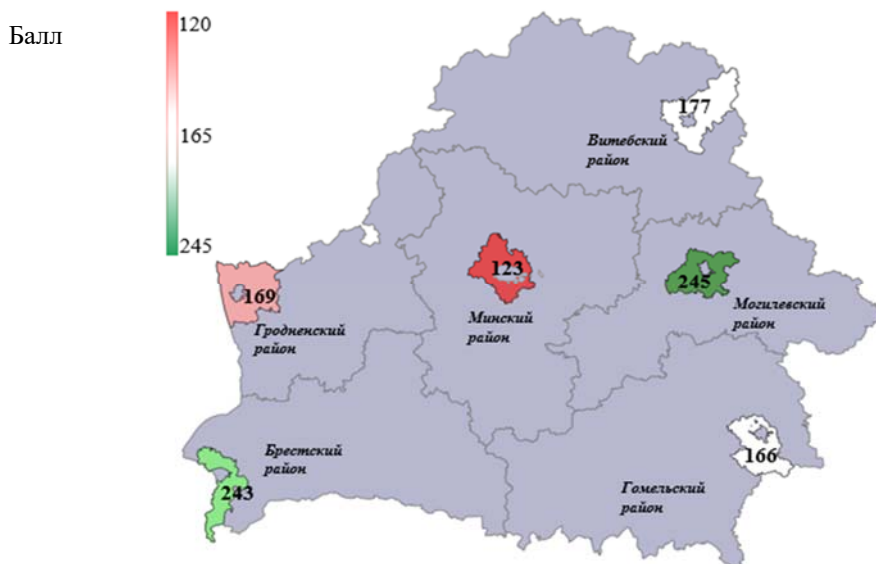 Балл
120
165
245
177
Витебский
район
123
Минский
район
245
Могилевский
район
169
Гродненский
район
243
Брестский
район
166
Гомельский
район